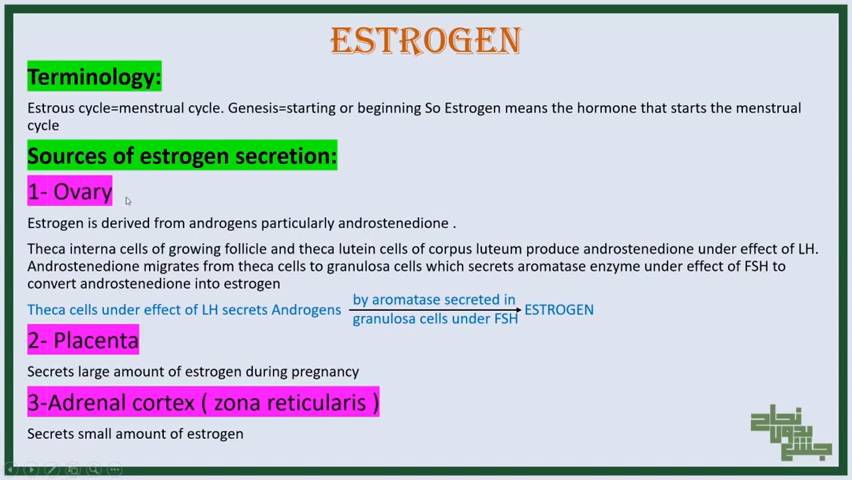 ESTROGEN
Terminology:
Estrous cycle=menstrual cycle. Genesis=starting or beginning So Estrogen means the hormone that starts the menstrual
cycle
Sources of estrogen secretion:
1- Ovary
Estrogen is derived from androgens particularly androstenedione .
Theca interna cells of growing follicle and theca lutein cells of corpus luteum produce androstenedione under effect of LH.
Androstenedione migrates from theca cells to granulosa cells which secrets aromatase enzyme under effect of FSH to
convert androstenedione into estrogen
Theca cells under effect of LH secrets Androgens by aromatase secreted in granulosa cells under FSH ESTROGEN
2- Placenta
Secrets large amount of estrogen during pregnancy
3-Adrenal cortex ( zona reticularis )
Secrets small amount of estrogen
نجاح
بدون
جشع